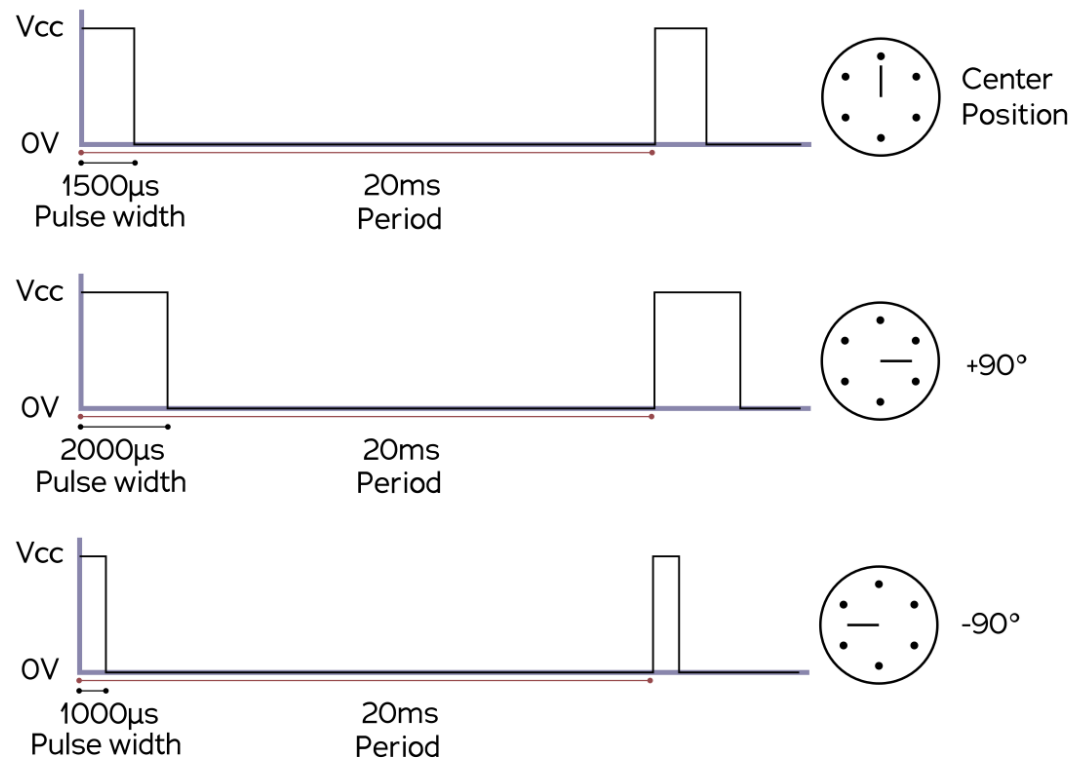 Vcc
0V
1500µs
Pulse width
20ms
Period
Center
Position
Vcc
0V
2000µs
Pulse width
20ms
Period
+90°
Vcc
0V
1000µs
Pulse width
20ms
Period
-90°